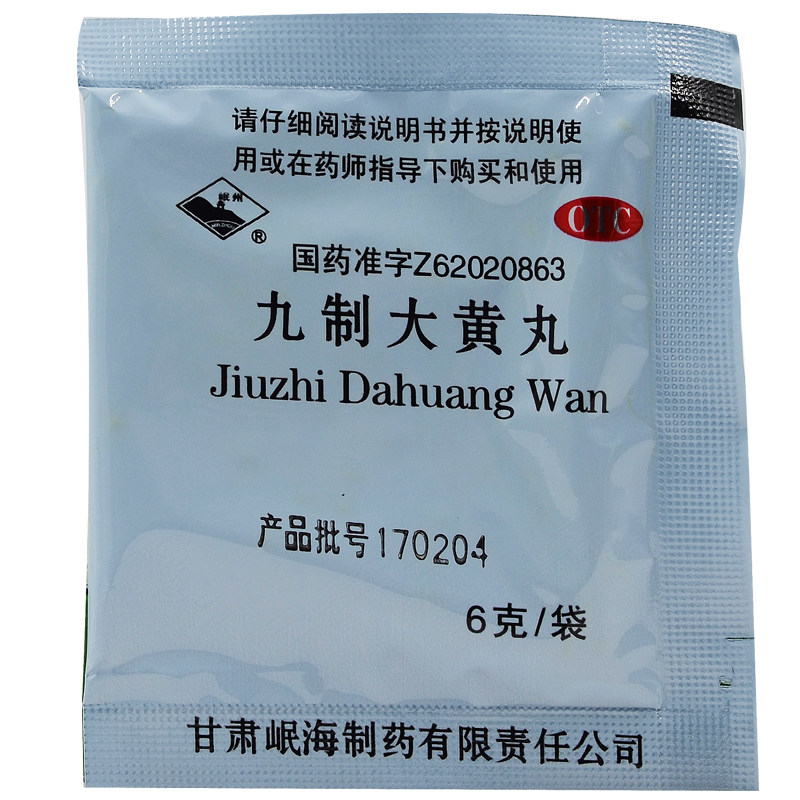 请仔细阅读说明书并按说明使
用或在药师指导下购买和使用
岷州
®
OTC
国药准字Z62020863
九制大黄丸
Jiuzhi Dahuang Wan
产品批号170204
6克/袋
甘肃岷海制药有限责任公司